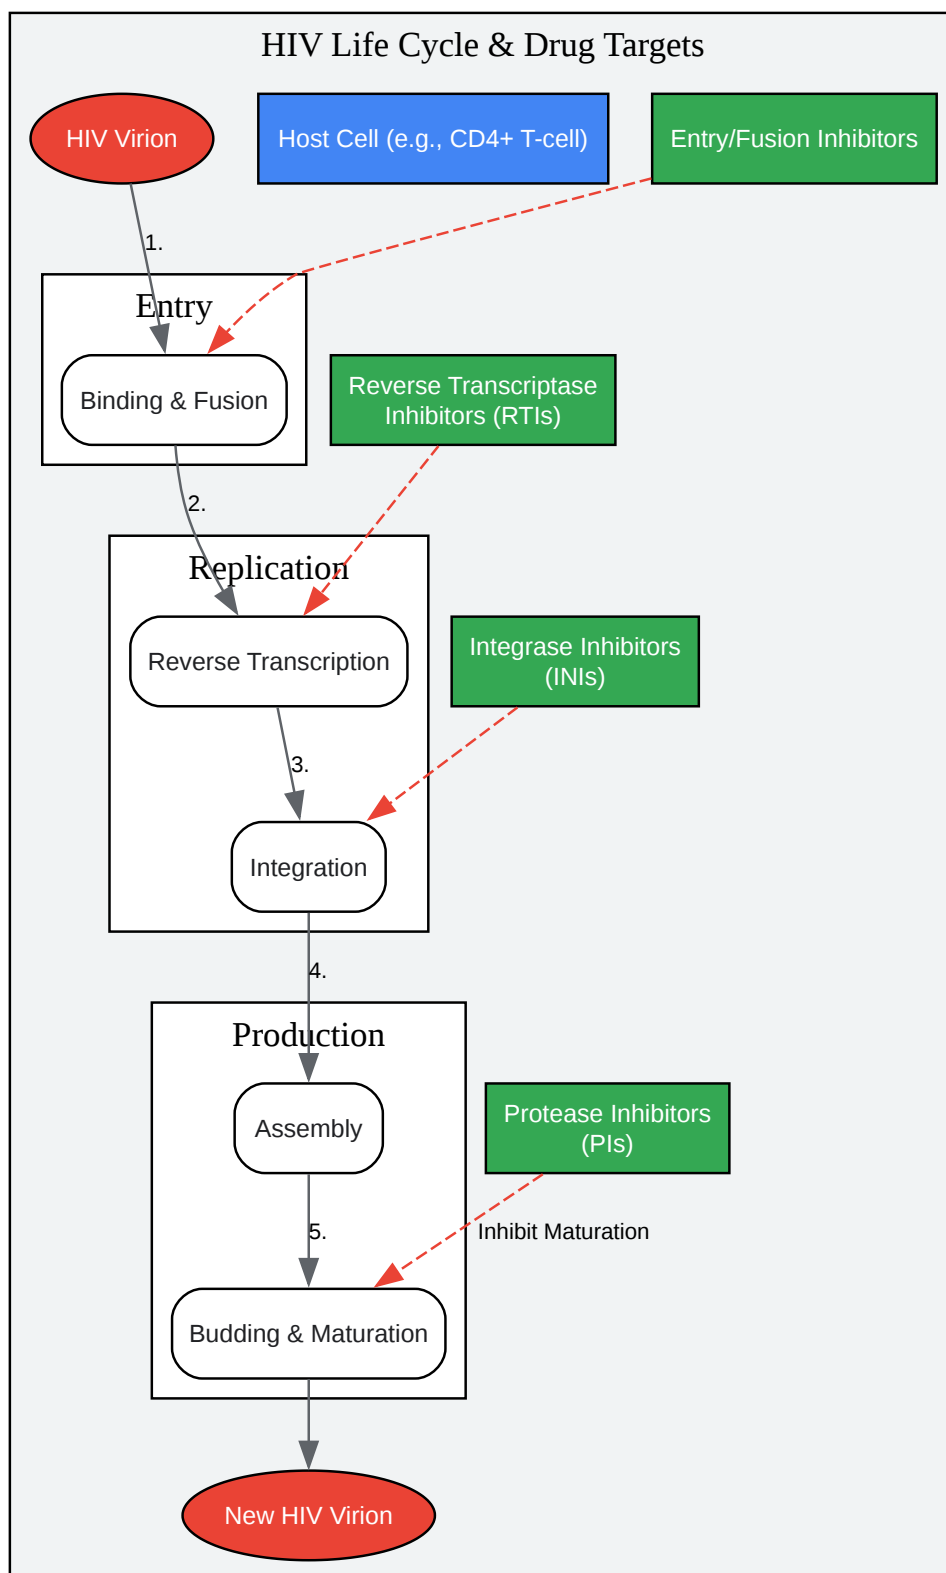 HIV Life Cycle & Drug Targets
HIV Virion
Host Cell (e.g., CD4+ T-cell)
Entry/Fusion Inhibitors
1.
Entry
Binding & Fusion
Reverse Transcriptase
Inhibitors (RTIs)
2.
Replication
Reverse Transcription
Integrase Inhibitors
(INIs)
3.
Integration
4.
Production
Assembly
Protease Inhibitors
(PIs)
5.
Inhibit Maturation
Budding & Maturation
New HIV Virion